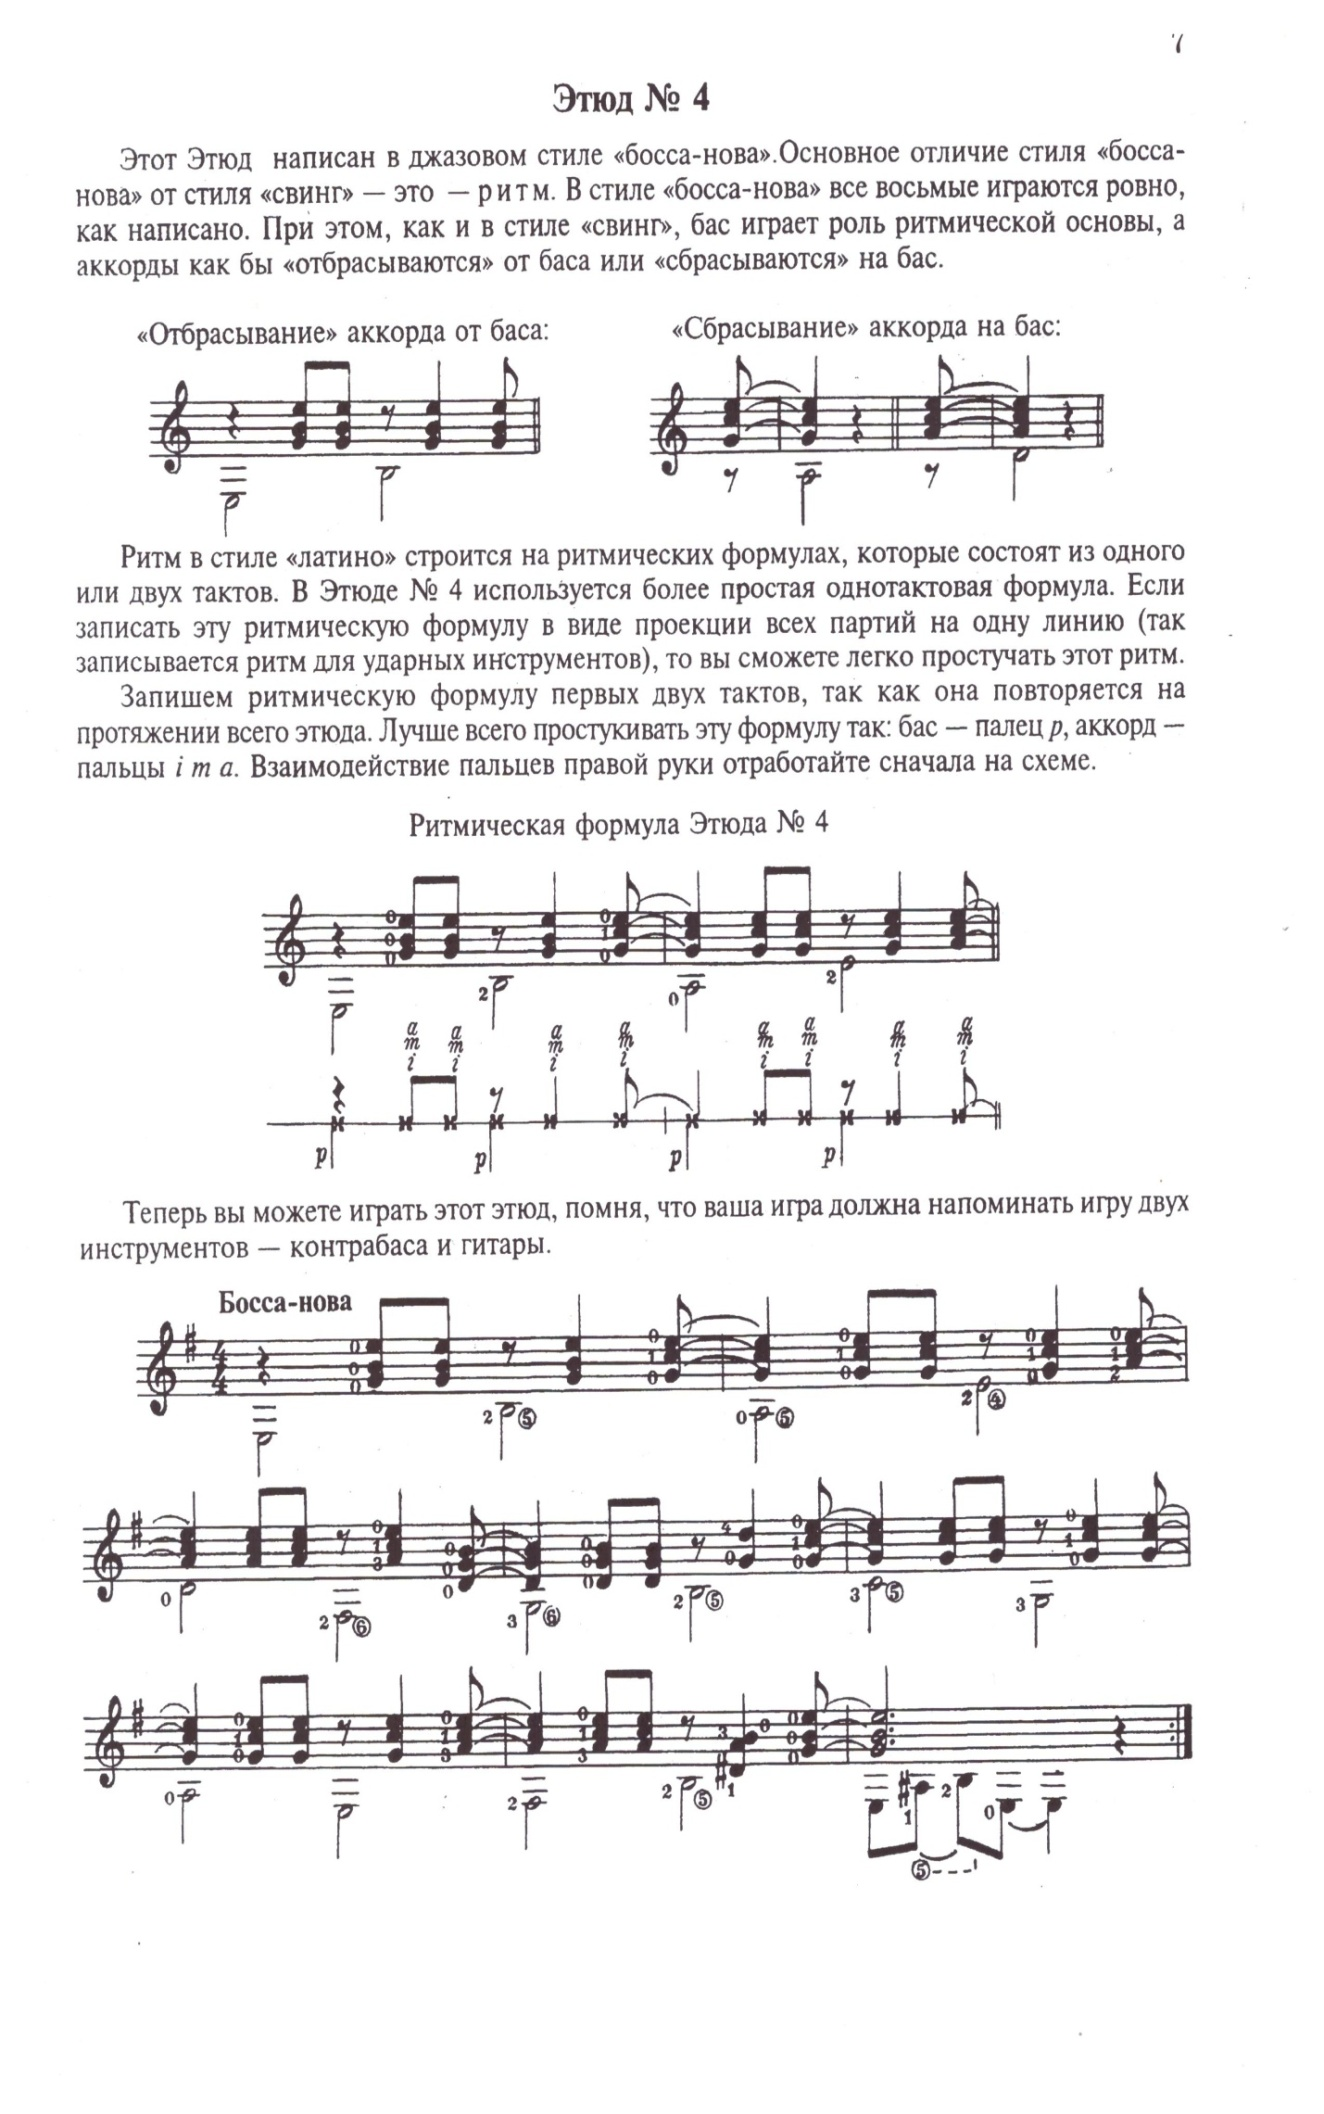 7
Этюд № 4
Этот Этюд написан в джазовом стиле «босса-нова».Основное отличие стиля «босса-
нова» от стиля «свинг» — это — ритм. В стиле «босса-нова» все восьмые играются ровно,
как написано. При этом, как и в стиле «свинг», бас играет роль ритмической основы, а
аккорды как бы «отбрасываются» от баса или «сбрасываются» на бас.
«Отбрасывание» аккорда от баса:
«Сбрасывание» аккорда на бас:
Ритм в стиле «латино» строится на ритмических формулах, которые состоят из одного
или двух тактов. В Этюде № 4 используется более простая однотактовая формула. Если
записать эту ритмическую формулу в виде проекции всех партий на одну линию (так
записывается ритм для ударных инструментов), то вы сможете легко простучать этот ритм.
Запишем ритмическую формулу первых двух тактов, так как она повторяется на
протяжении всего этюда. Лучше всего простукивать эту формулу так: бас — палец p, аккорд —
пальцы i m a. Взаимодействие пальцев правой руки отработайте сначала на схеме.
Ритмическая формула Этюда № 4
a a a a a a a a
m m m m m m m m
i i i i i i i i
p p p p
Теперь вы можете играть этот этюд, помня, что ваша игра должна напоминать игру двух
инструментов — контрабаса и гитары.
Босса-нова